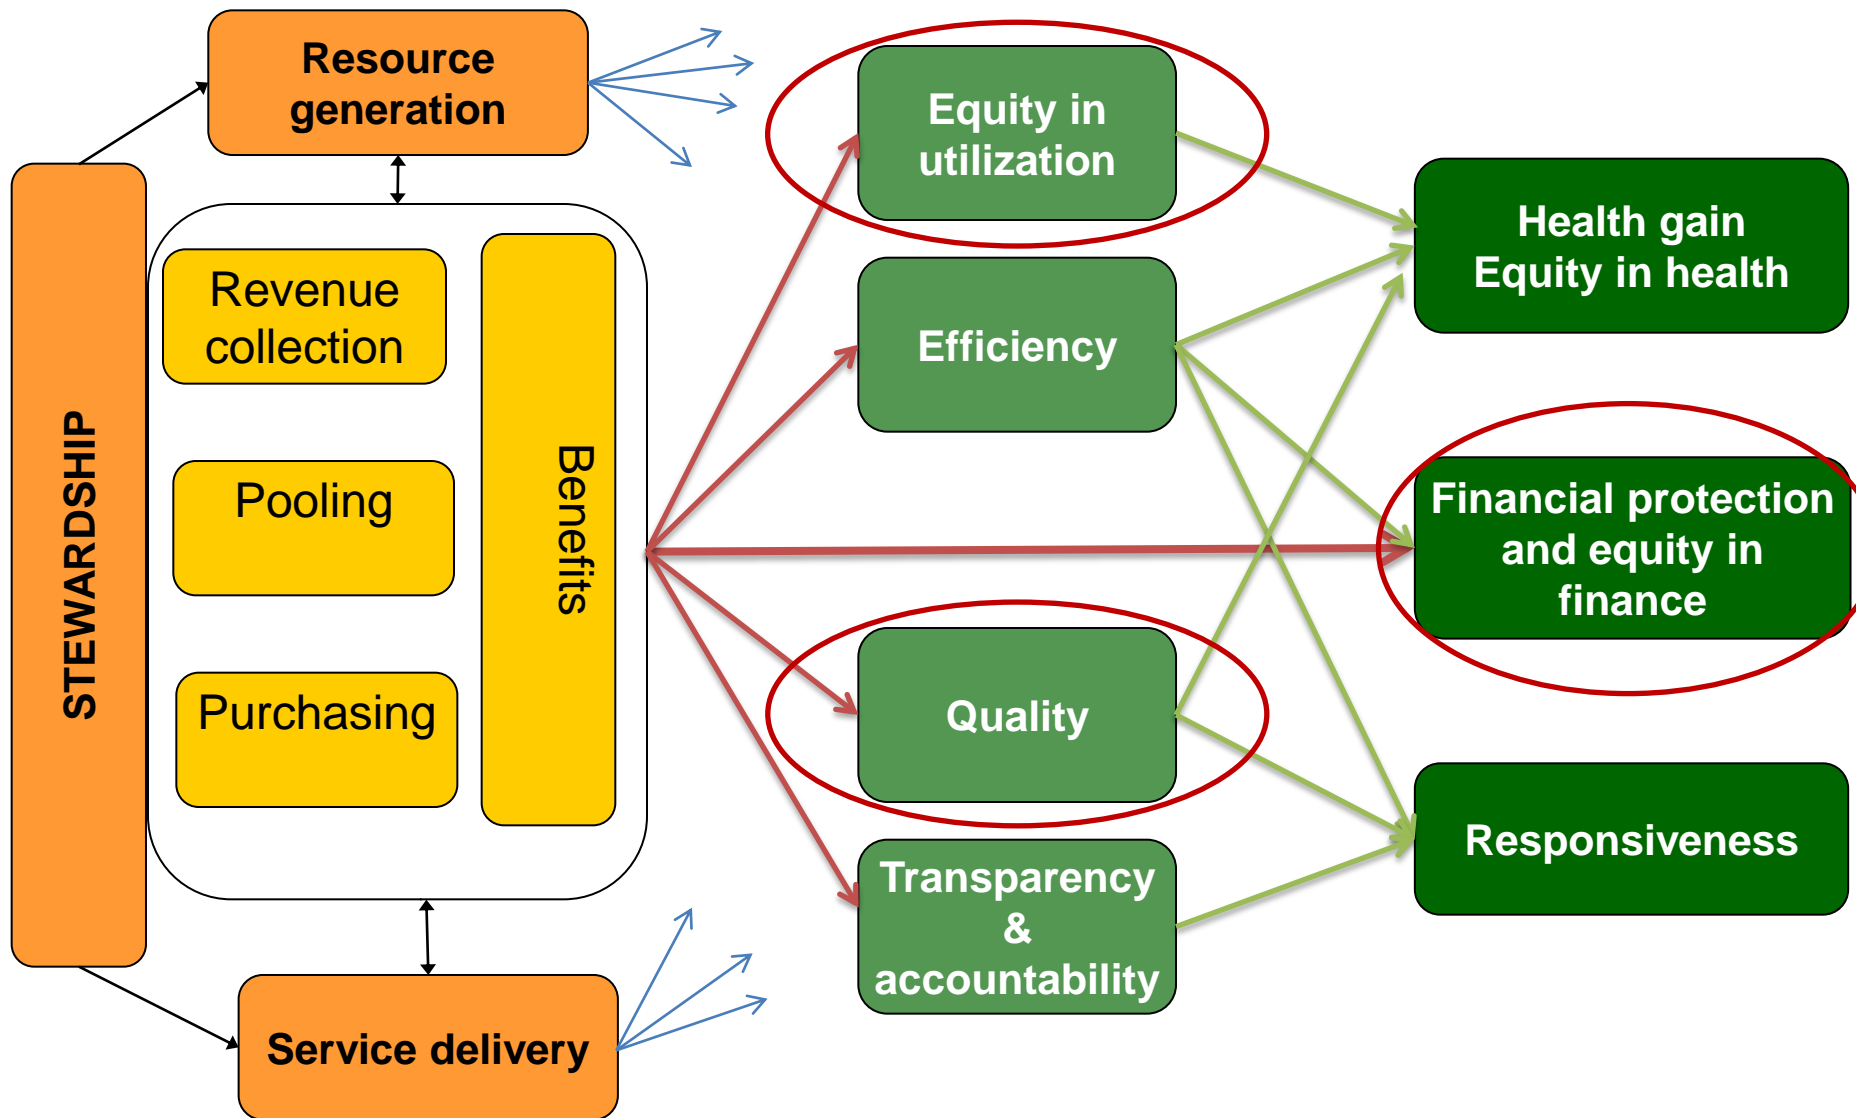 Resource
generation
STEWARDSHIP
Revenue
collection
Pooling
Purchasing
Benefits
Service delivery
Equity in
utilization
Efficiency
Quality
Transparency
&
accountability
Health gain
Equity in health
Financial protection
and equity in
finance
Responsiveness